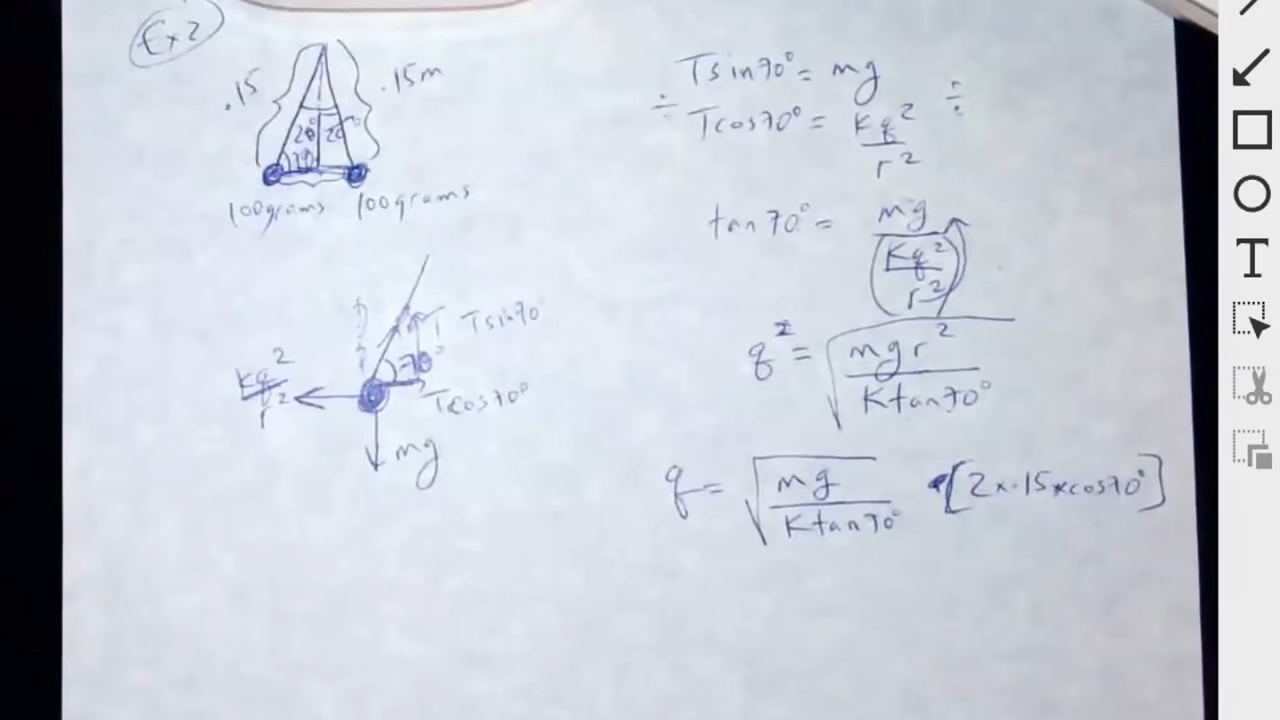 Ex2
.15
.15m
20° 20°
70
100grams 100grams
T Tsin70°
70°
Kq²/r²
Tcos70°
mg
Tsin70° = mg
÷ Tcos70° = Kq²/r² ÷
tan70° = mg/(Kq²/r²)
q² = √(mgr²/Ktan70°)
q = √(mg/Ktan70°) · [2×.15×cos70°]
T